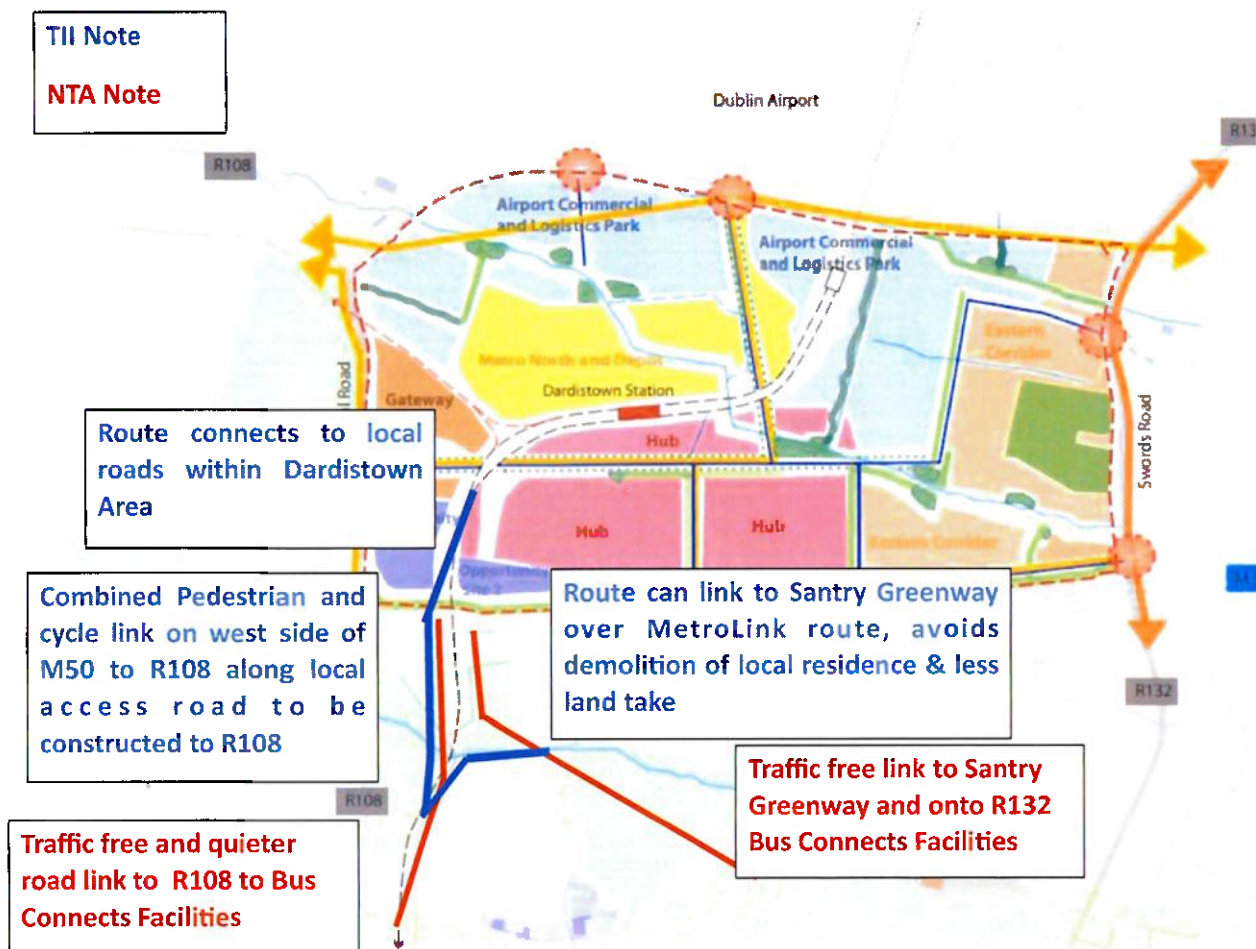 TII Note
NTA Note
Dublin Airport
R13
R108
Airport Commercial
and Logistics Park
Airport Commercial
and Logistics Park
Eastern
Corridor
Metro North and Depot
Dardistown Station
Gateway
l Road
Swords Road
Hub
Route connects to local
roads within Dardistown
Area
Hub
Hub
Eastern Corridor
Opportunity
Site 2
Combined Pedestrian and
cycle link on west side of
M50 to R108 along local
access road to be
constructed to R108
Route can link to Santry Greenway
over MetroLink route, avoids
demolition of local residence & less
land take
R132
R108
Traffic free link to Santry
Greenway and onto R132
Bus Connects Facilities
Traffic free and quieter
road link to R108 to Bus
Connects Facilities